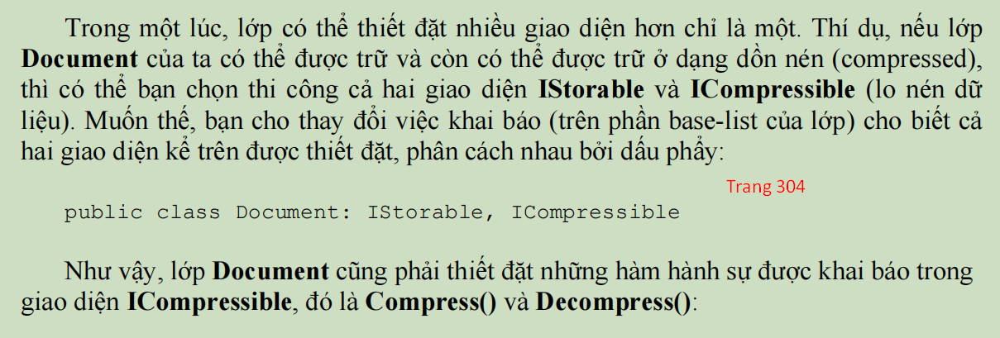 Trong một lúc, lớp có thể thiết đặt nhiều giao diện hơn chỉ là một. Thí dụ, nếu lớp
Document của ta có thể được trữ và còn có thể được trữ ở dạng dồn nén (compressed),
thì có thể bạn chọn thi công cả hai giao diện IStorable và ICompressible (lo nén dữ
liệu). Muốn thế, bạn cho thay đổi việc khai báo (trên phần base-list của lớp) cho biết cả
hai giao diện kể trên được thiết đặt, phân cách nhau bởi dấu phẩy:
Trang 304
public class Document: IStorable, ICompressible
Như vậy, lớp Document cũng phải thiết đặt những hàm hành sự được khai báo trong
giao diện ICompressible, đó là Compress() và Decompress():